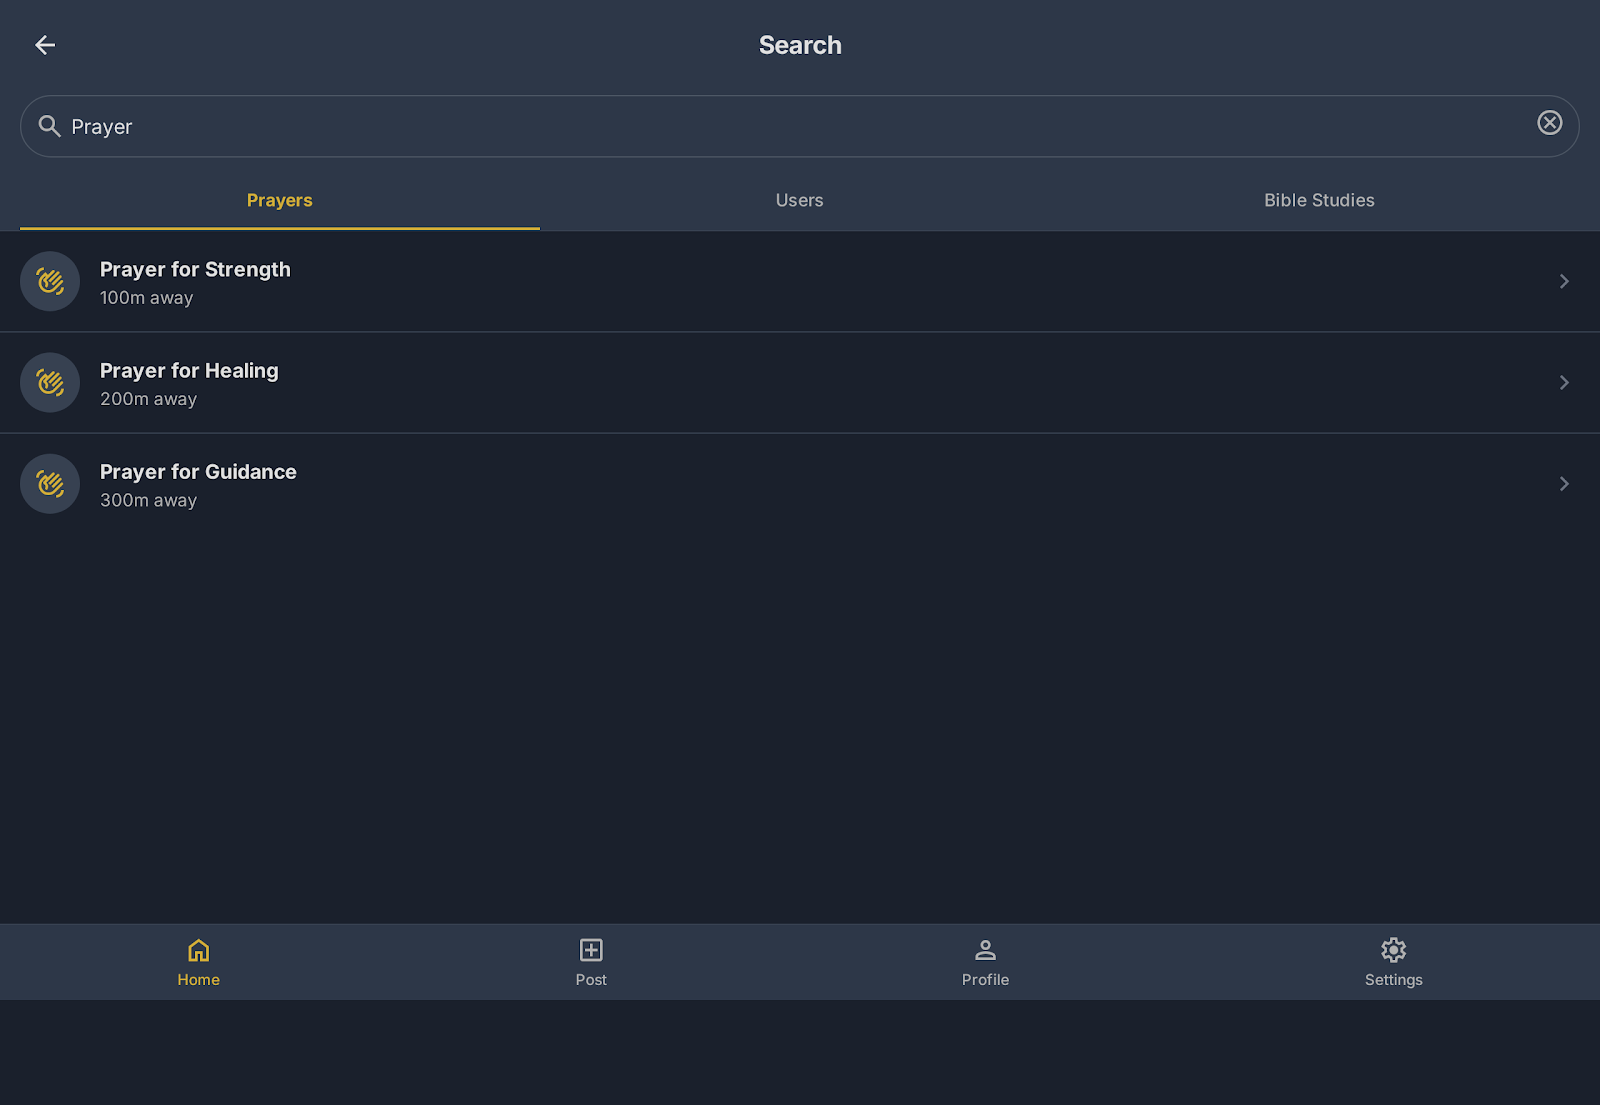 Search
Prayer
Prayers
Users
Bible Studies
Prayer for Strength
100m away
Prayer for Healing
200m away
Prayer for Guidance
300m away
Home
Post
Profile
Settings